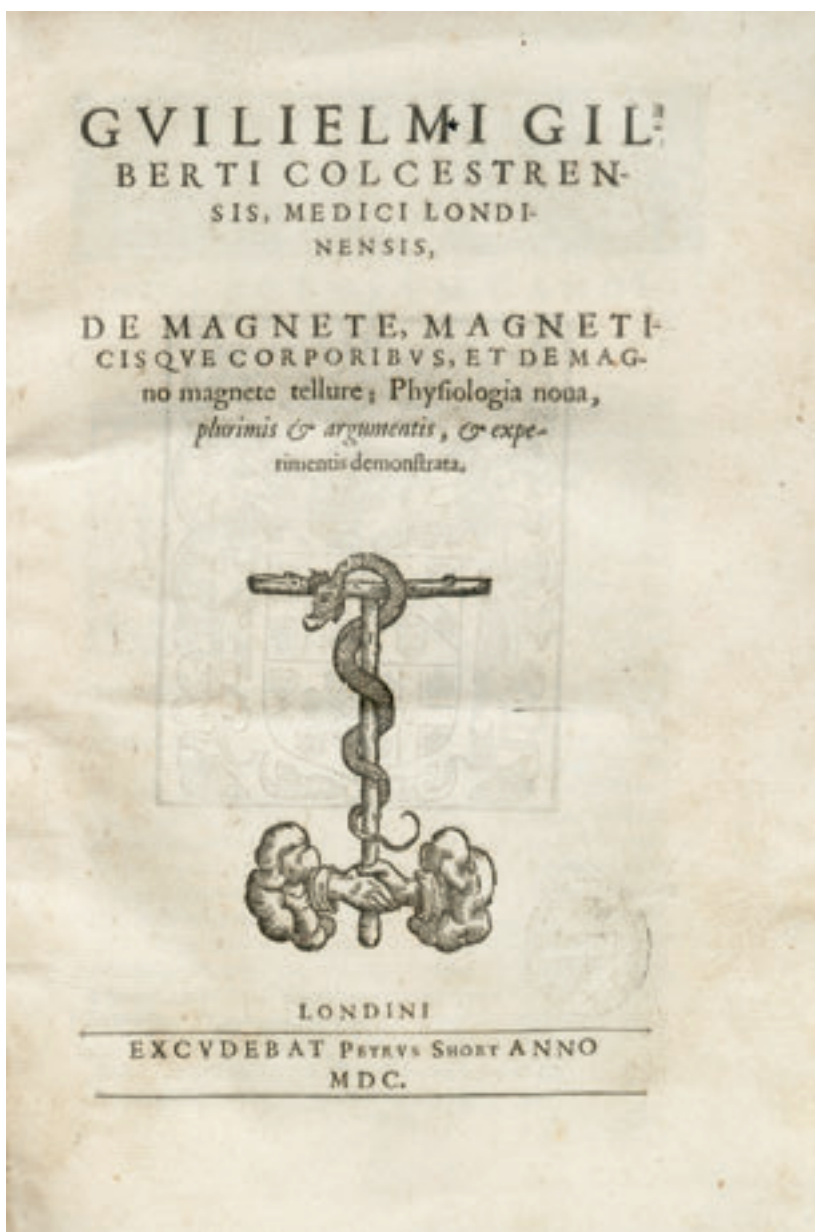 GVILIELMI GIL-
BERTI COLCESTREN-
SIS, MEDICI LONDI-
NENSIS,
DE MAGNETE, MAGNETI-
CISQVE CORPORIBVS, ET DE MAG-
no magnete tellure; Phyſiologia noua,
plurimis & argumentis, & expe-
rimentis demonſtrata.
LONDINI
EXCVDEBAT PETRVS SHORT ANNO
MDC.